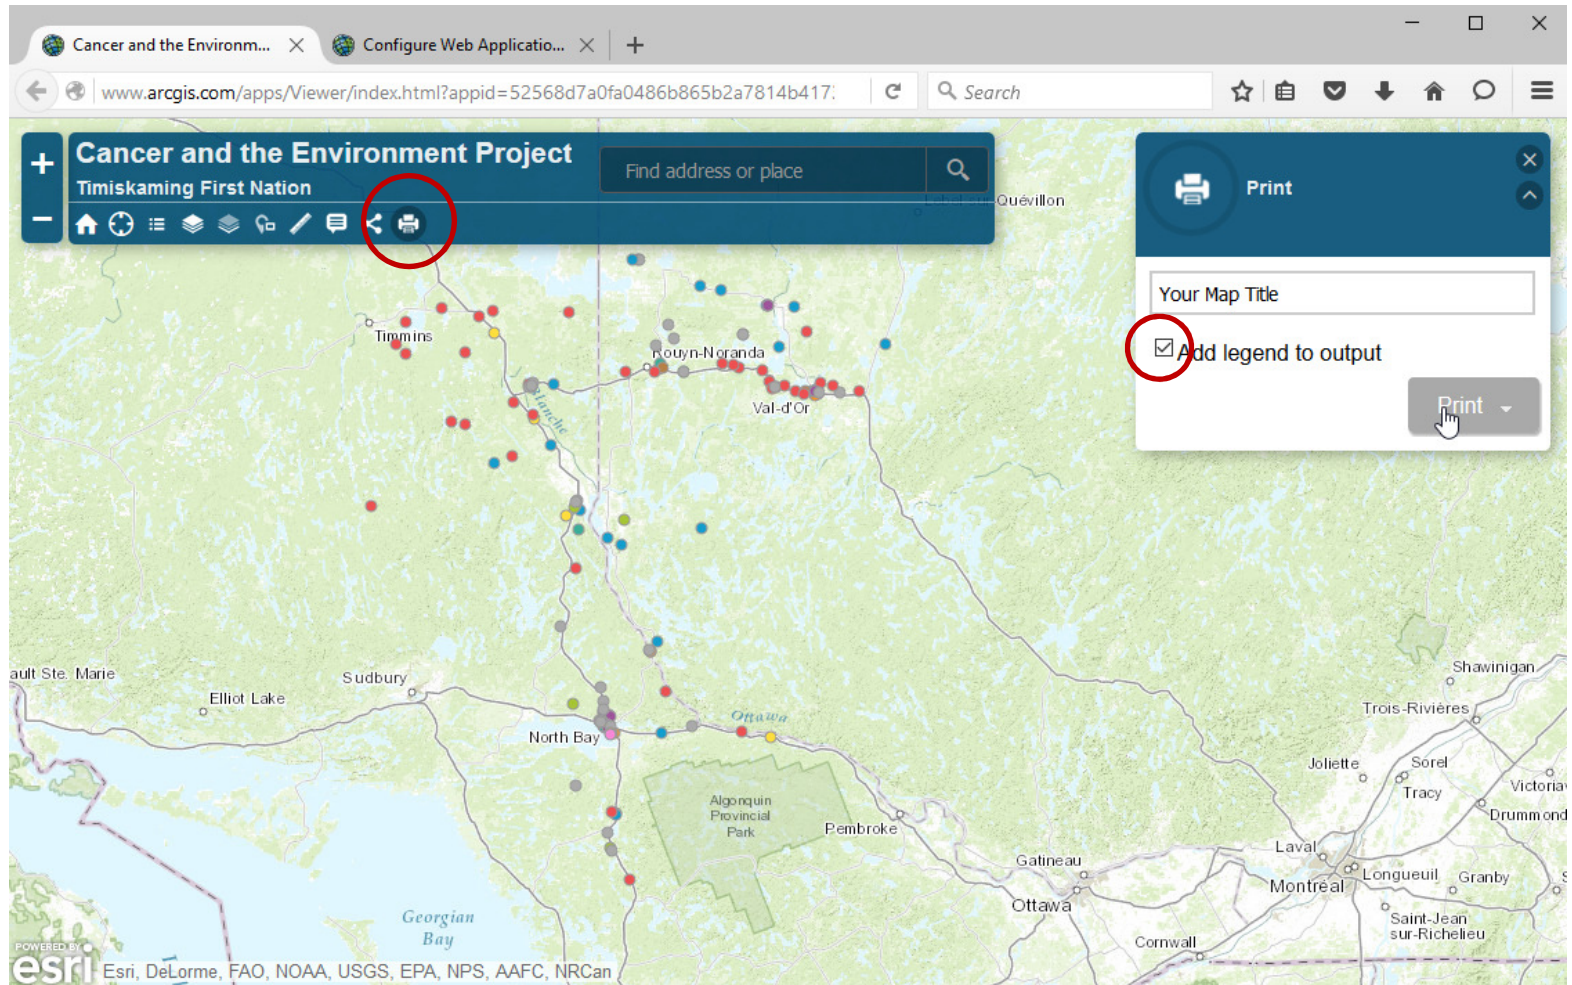 Cancer and the Environm...
Configure Web Applicatio...
www.arcgis.com/apps/Viewer/index.html?appid=52568d7a0fa0486b865b2a7814b417
Search
Cancer and the Environment Project
Timiskaming First Nation
Find address or place
Print
Your Map Title
Add legend to output
Print
Quévillon
Timmins
Rouyn-Noranda
Val-d'Or
ault Ste. Marie
Elliot Lake
Sudbury
North Bay
Ottawa
Algonquin
Provincial
Park
Pembroke
Gatineau
Ottawa
Shawinigan
Trois-Rivières
Joliette
Sorel
Tracy
Victoria
Drummond
Laval
Longueuil
Granby
Montréal
Saint-Jean
sur-Richelieu
Cornwall
Georgian
Bay
POWERED BY
esri
Esri, DeLorme, FAO, NOAA, USGS, EPA, NPS, AAFC, NRCan